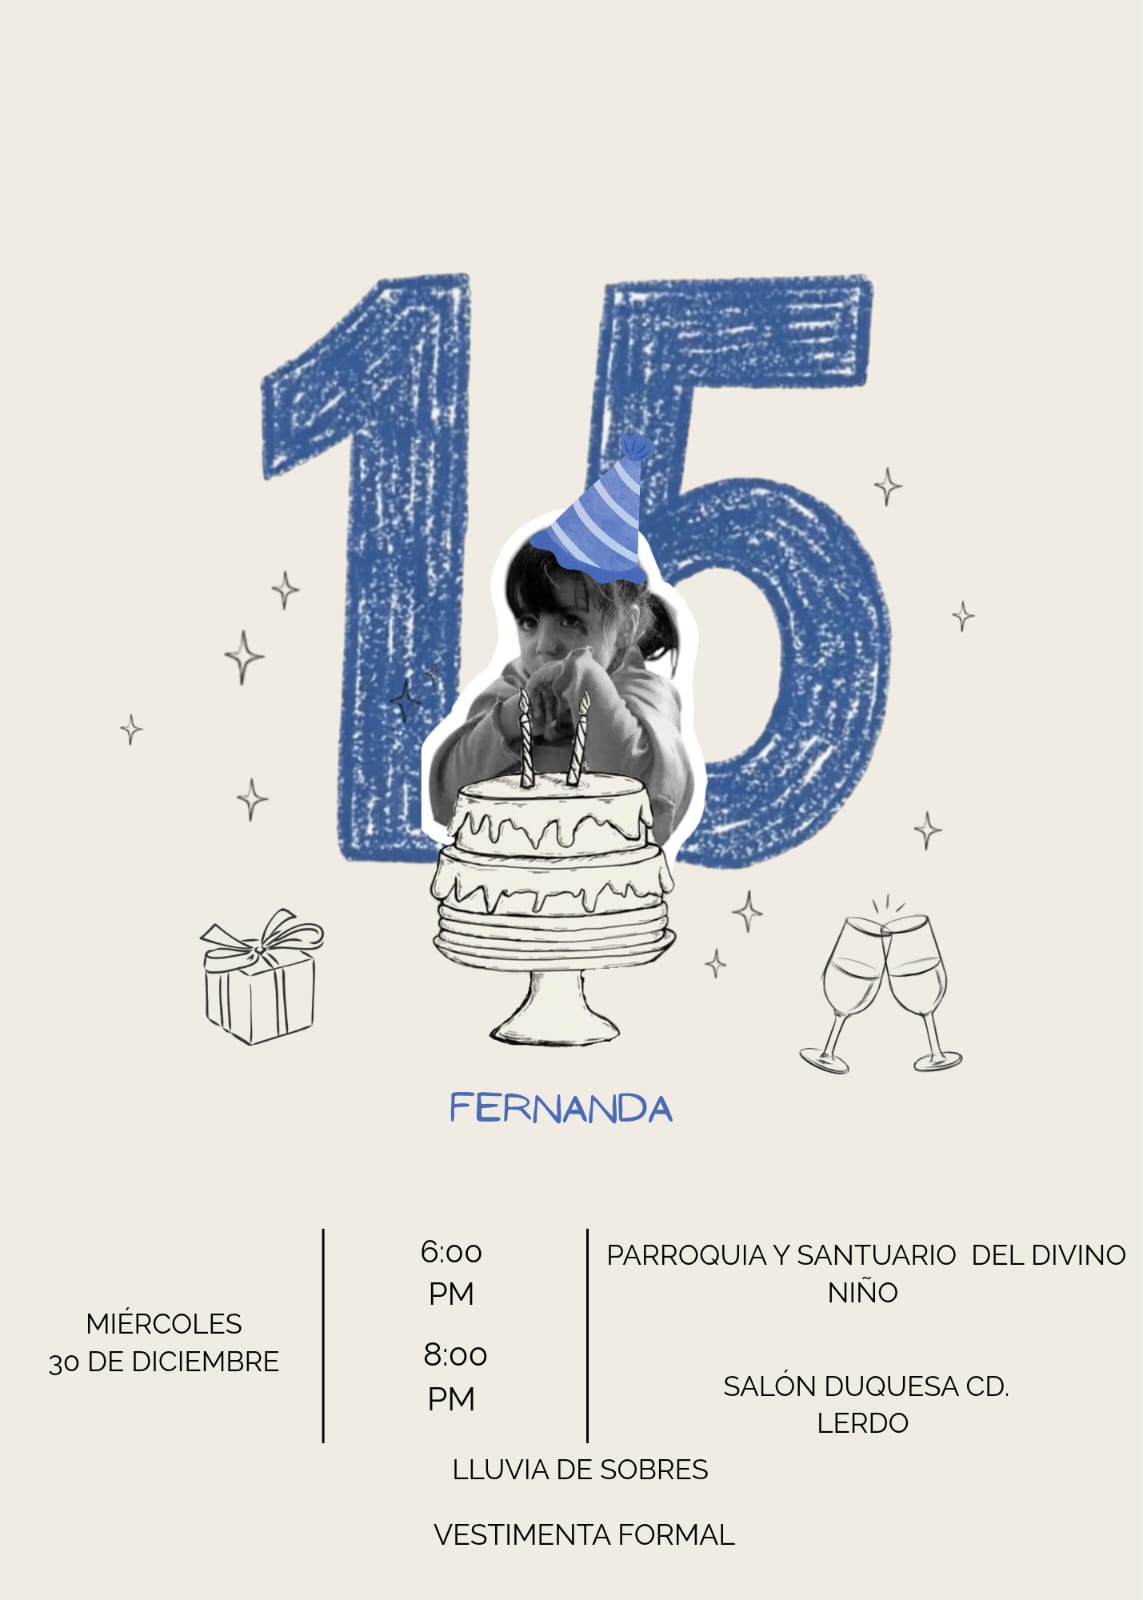 15
FERNANDA
MIÉRCOLES
30 DE DICIEMBRE
6:00
PM
8:00
PM
PARROQUIA Y SANTUARIO DEL DIVINO
NIÑO
SALÓN DUQUESA CD.
LERDO
LLUVIA DE SOBRES
VESTIMENTA FORMAL